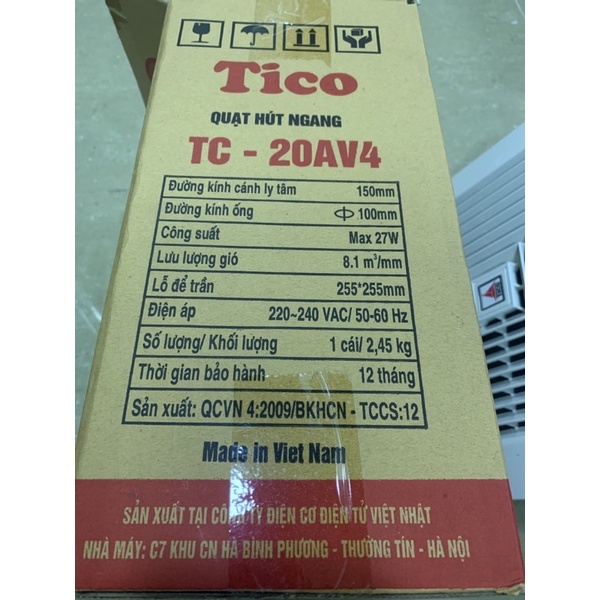 Tico
QUẠT HÚT NGANG
TC - 20AV4
Đường kính cánh ly tâm 150mm
Đường kính ống Φ 100mm
Công suất Max 27W
Lưu lượng gió 8.1 m³/mm
Lỗ để trần 255*255mm
Điện áp 220~240 VAC/ 50-60 Hz
Số lượng/ Khối lượng 1 cái/ 2,45 kg
Thời gian bảo hành 12 tháng
Sản xuất: QCVN 4:2009/BKHCN - TCCS:12
Made in Viet Nam
SẢN XUẤT TẠI CÔNG TY ĐIỆN CƠ ĐIỆN TỬ VIỆT NHẬT
NHÀ MÁY: C7 KHU CN HÀ BÌNH PHƯƠNG - THƯỜNG TÍN - HÀ NỘI